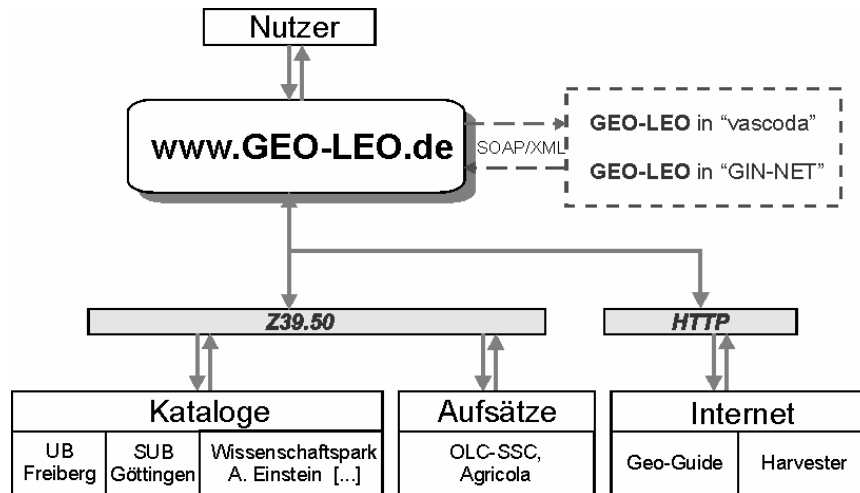 Nutzer
www.GEO-LEO.de
SOAP/XML
GEO-LEO in "vascoda"
GEO-LEO in "GIN-NET"
Z39.50
HTTP
Kataloge
UB
Freiberg
SUB
Göttingen
Wissenschaftspark
A. Einstein [...]
Aufsätze
OLC-SSC,
Agricola
Internet
Geo-Guide
Harvester